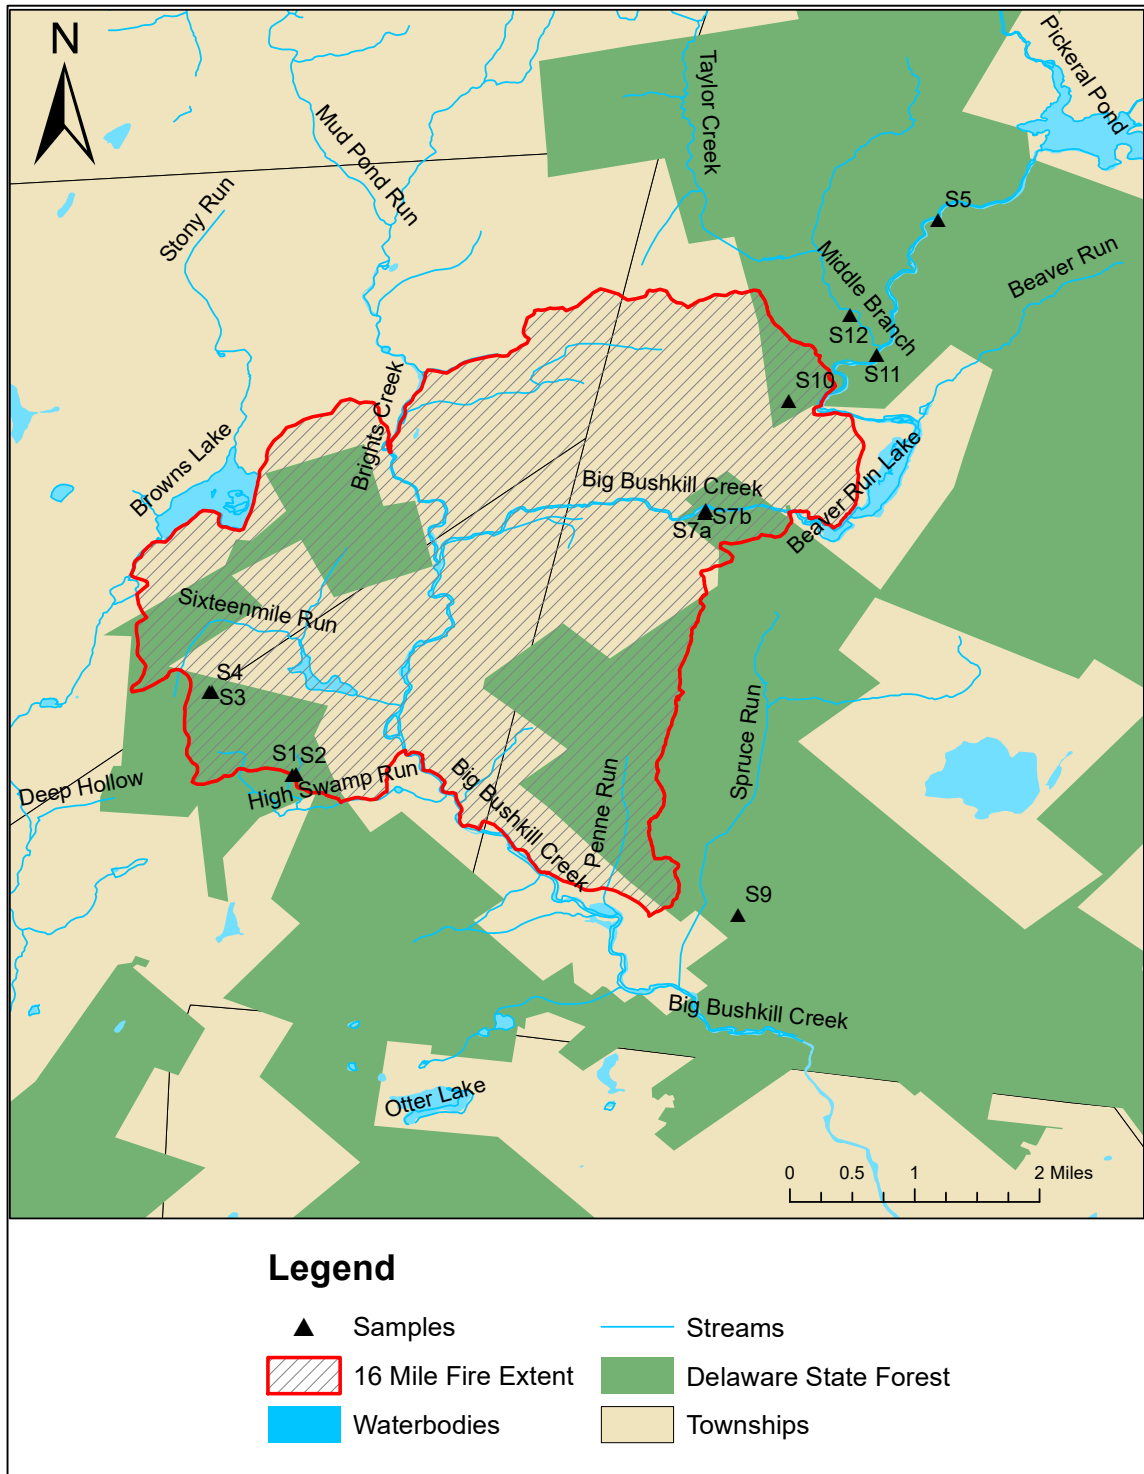 N
Pickeral Pond
Taylor Creek
Mud Pond Run
Stony Run
S5
Middle Branch
Beaver Run
S12
S11
S10
Brights Creek
Browns Lake
Big Bushkill Creek
Beaver Run Lake
S7b
S7a
Sixteenmile Run
S4
S3
S1
S2
Deep Hollow
High Swamp Run
Big Bushkill Creek
Penne Run
Spruce Run
S9
Big Bushkill Creek
Otter Lake
0 0.5 1 2 Miles
Legend
Samples
Streams
16 Mile Fire Extent
Delaware State Forest
Waterbodies
Townships